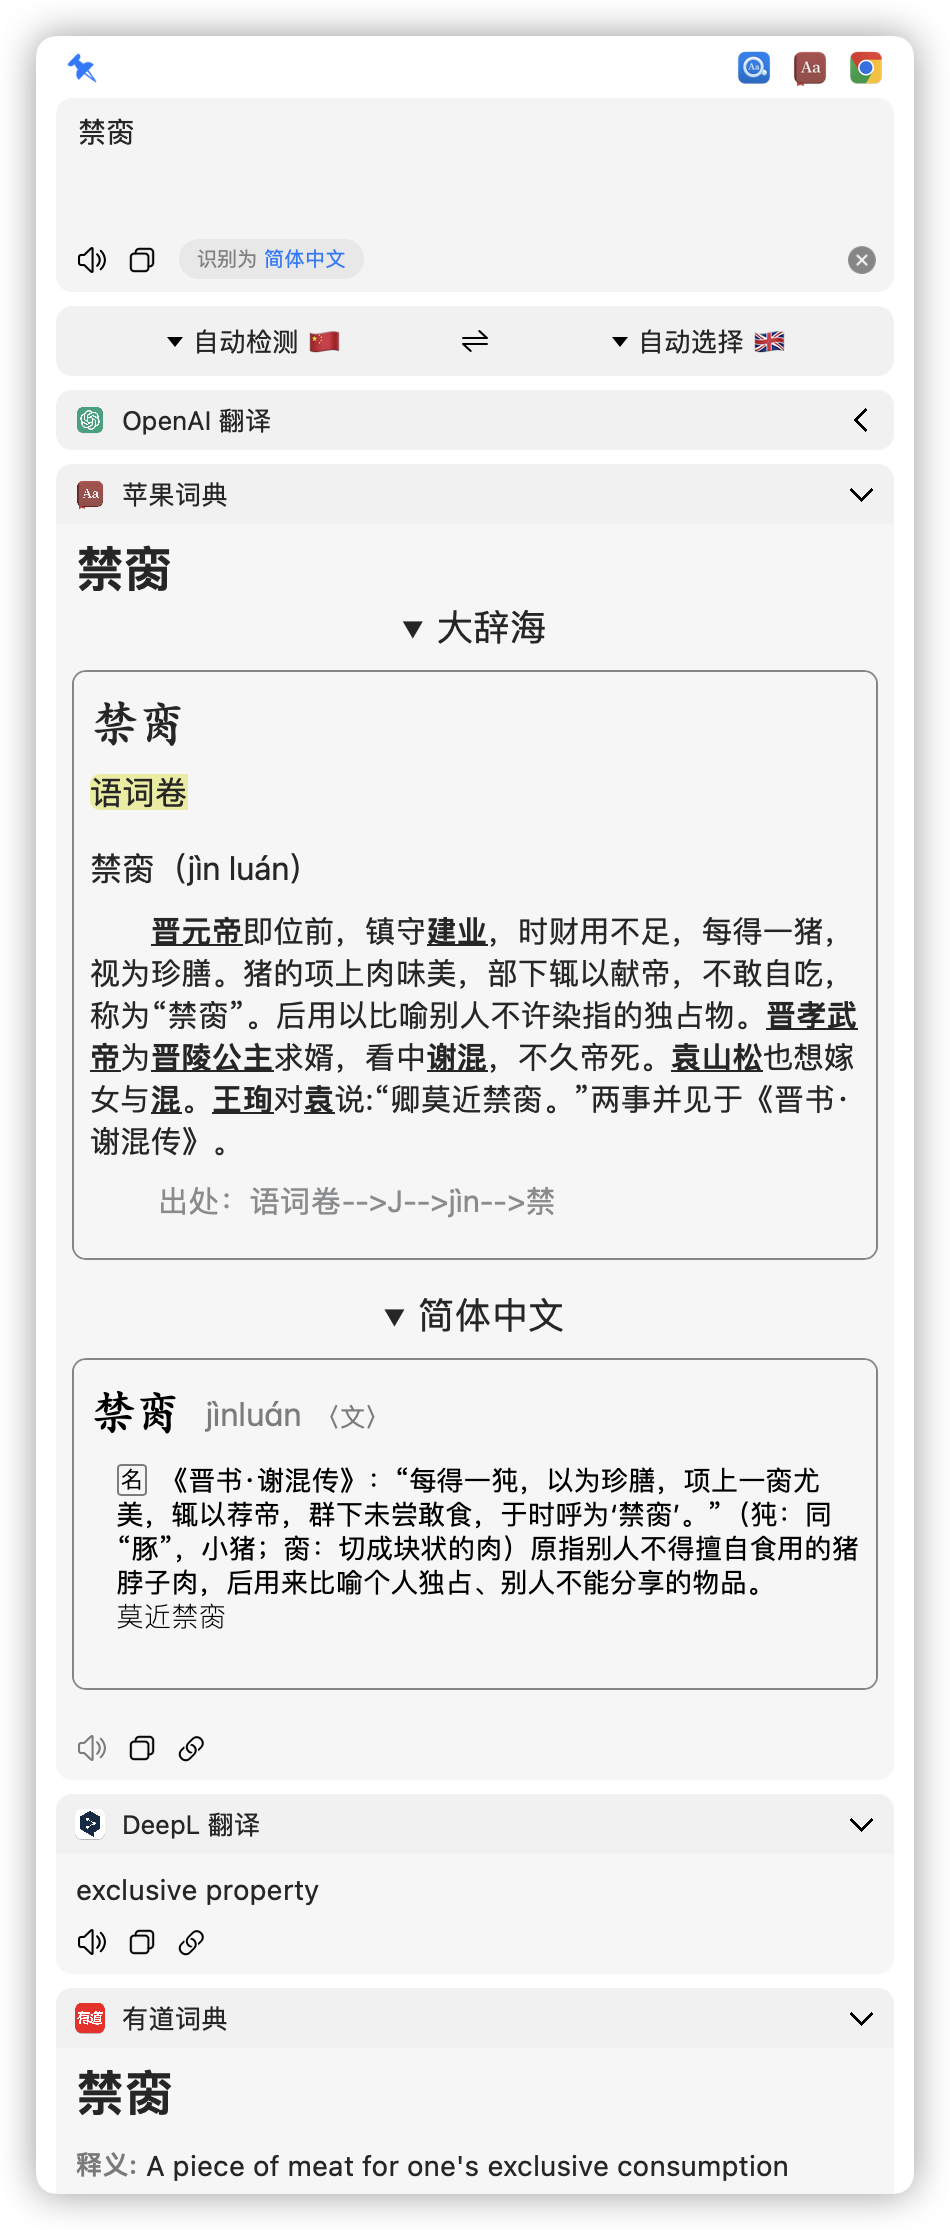 禁脔
识别为 简体中文
自动检测 自动选择
OpenAI 翻译
Aa 苹果词典
禁脔
大辞海
禁脔
语词卷
禁脔（jìn luán）
晋元帝即位前，镇守建业，时财用不足，每得一猪，
视为珍膳。猪的项上肉味美，部下辄以献帝，不敢自吃，
称为“禁脔”。后用以比喻别人不许染指的独占物。晋孝武
帝为晋陵公主求婿，看中谢混，不久帝死。袁山松也想嫁
女与混。王珣对袁说:“卿莫近禁脔。”两事并见于《晋书·
谢混传》。
出处：语词卷-->J-->jìn-->禁
简体中文
禁脔 jìnluán 〈文〉
名 《晋书·谢混传》：“每得一㹠，以为珍膳，项上一脔尤
美，辄以荐帝，群下未尝敢食，于时呼为‘禁脔’。”（㹠：同
“豚”，小猪；脔：切成块状的肉）原指别人不得擅自食用的猪
脖子肉，后用来比喻个人独占、别人不能分享的物品。
莫近禁脔
DeepL 翻译
exclusive property
有道 有道词典
禁脔
释义: A piece of meat for one's exclusive consumption